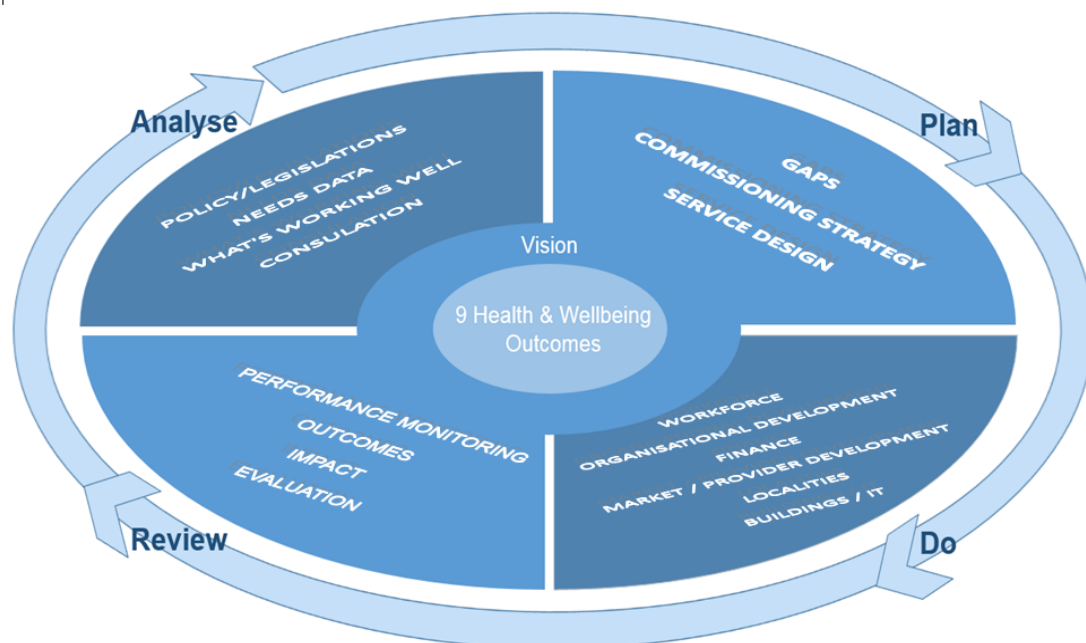 Analyse
POLICY/LEGISLATIONS
NEEDS DATA
WHAT'S WORKING WELL
CONSULATION
Plan
GAPS
COMMISSIONING STRATEGY
SERVICE DESIGN
Vision
9 Health & Wellbeing
Outcomes
PERFORMANCE MONITORING
OUTCOMES
IMPACT
EVALUATION
Review
WORKFORCE
ORGANISATIONAL DEVELOPMENT
FINANCE
MARKET / PROVIDER DEVELOPMENT
LOCALITIES
BUILDINGS / IT
Do